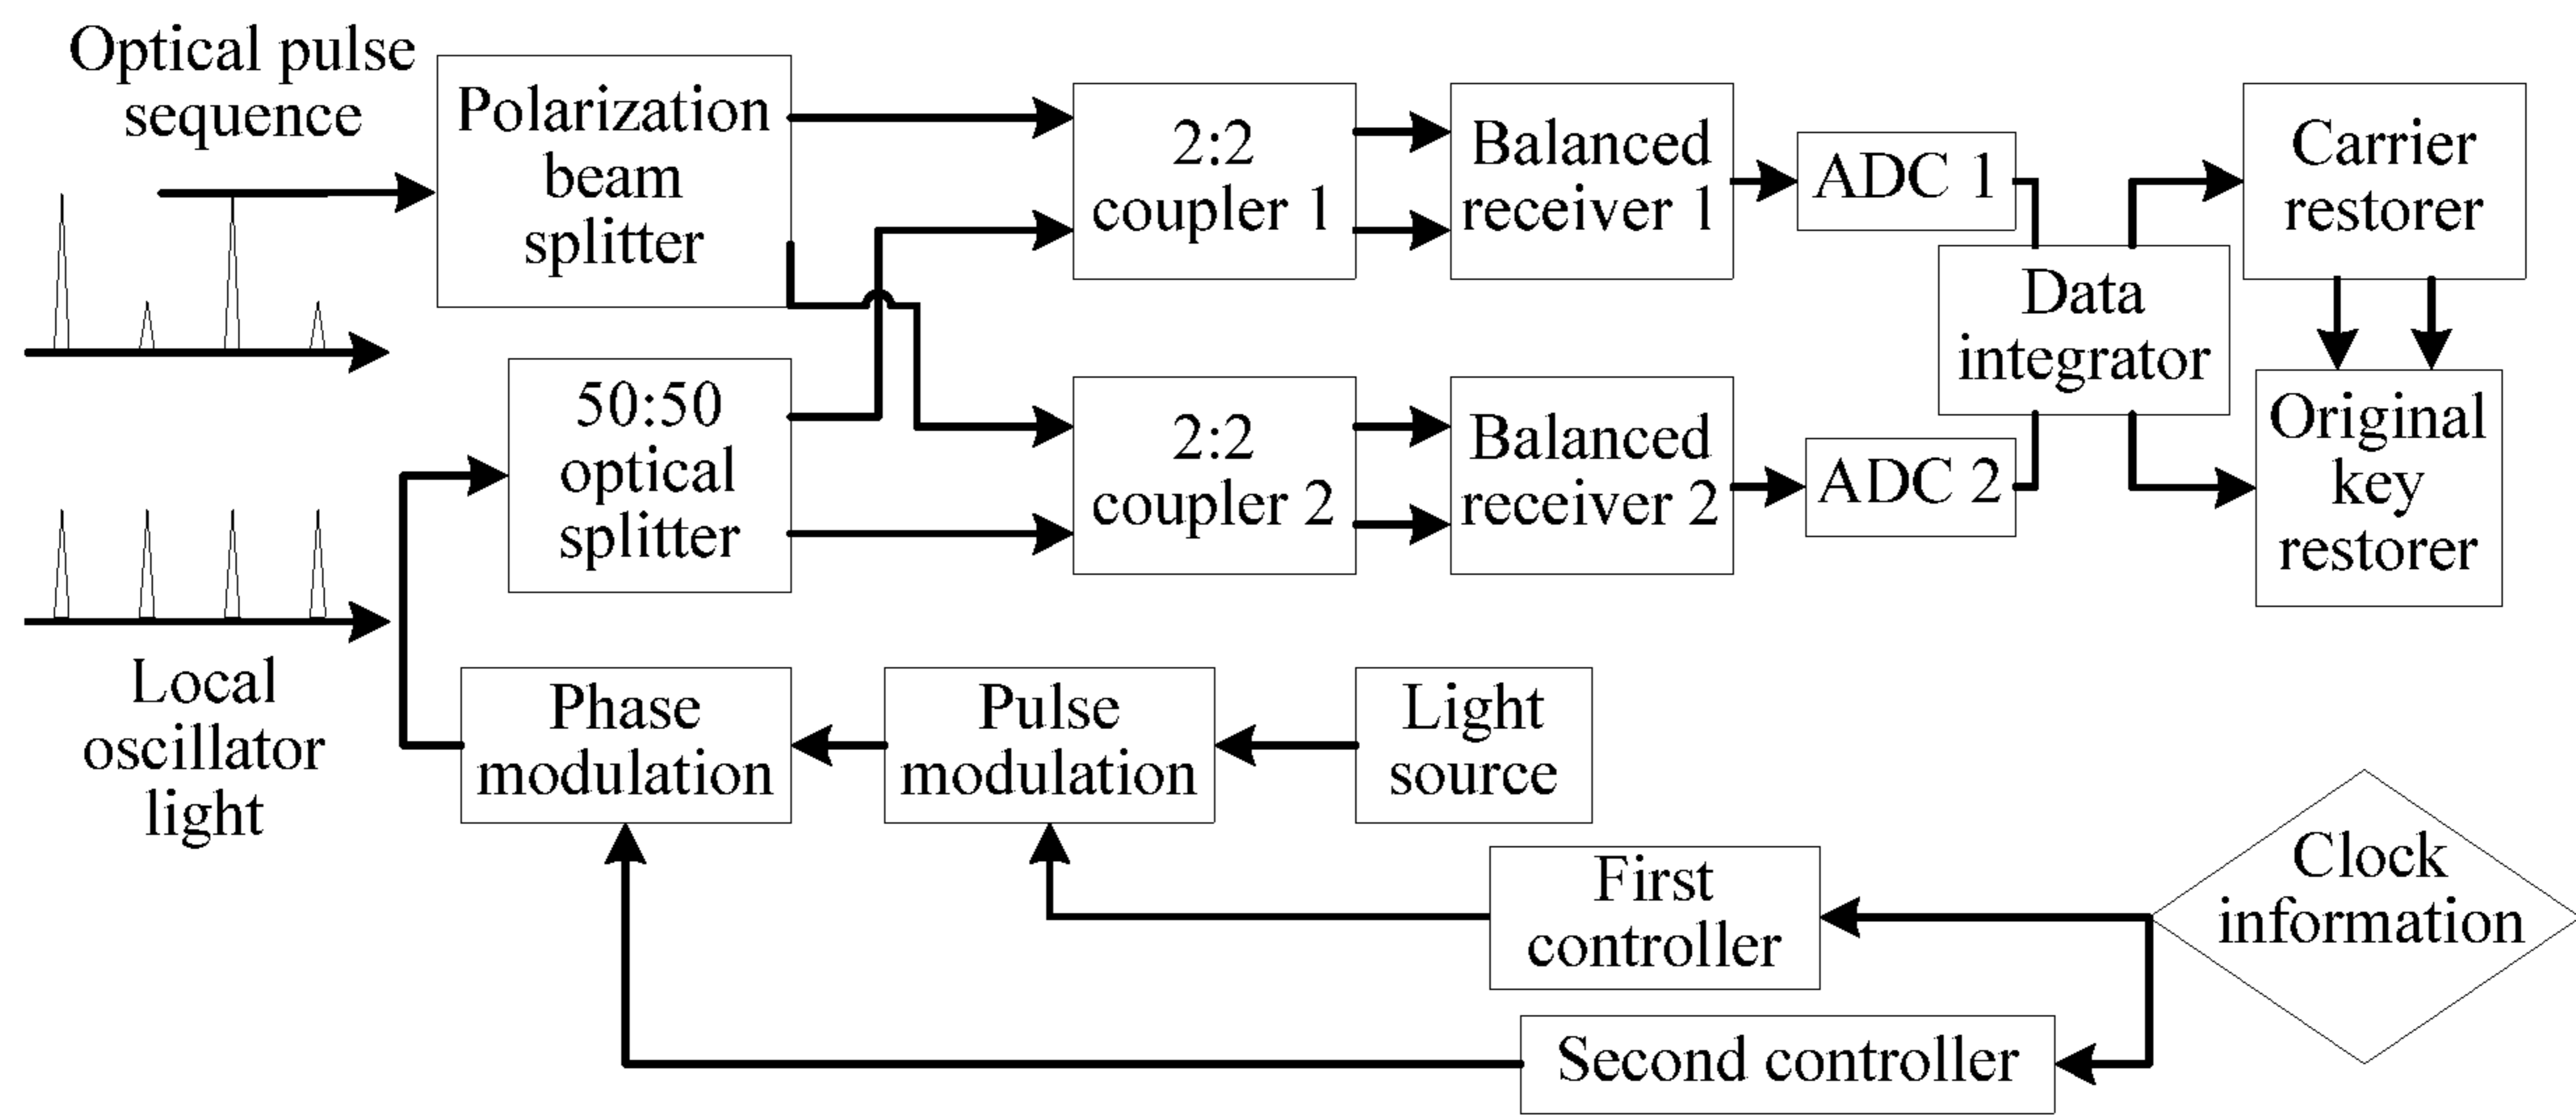 Optical pulse
sequence
Polarization
beam
splitter
2:2
coupler 1
Balanced
receiver 1
ADC 1
Carrier
restorer
Data
integrator
50:50
optical
splitter
2:2
coupler 2
Balanced
receiver 2
ADC 2
Original
key
restorer
Local
oscillator
light
Phase
modulation
Pulse
modulation
Light
source
First
controller
Clock
information
Second controller